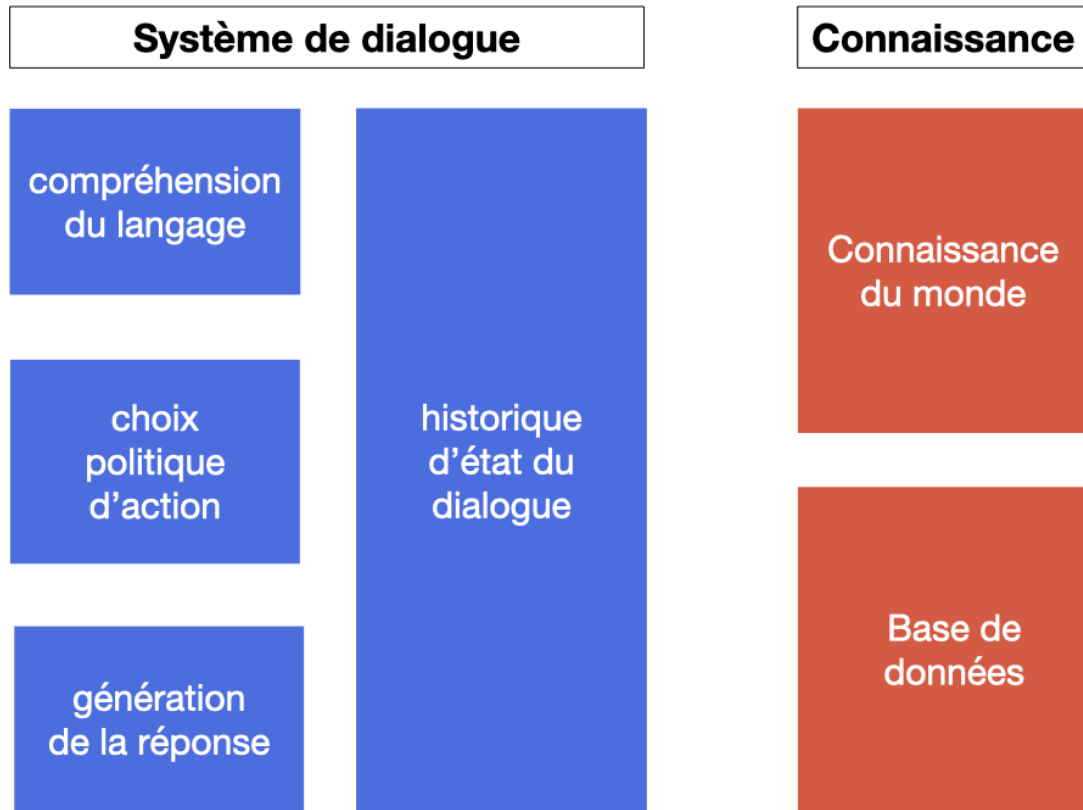 Système de dialogue
Connaissance
compréhension
du langage
choix
politique
d'action
génération
de la réponse
historique
d'état du
dialogue
Connaissance
du monde
Base de
données